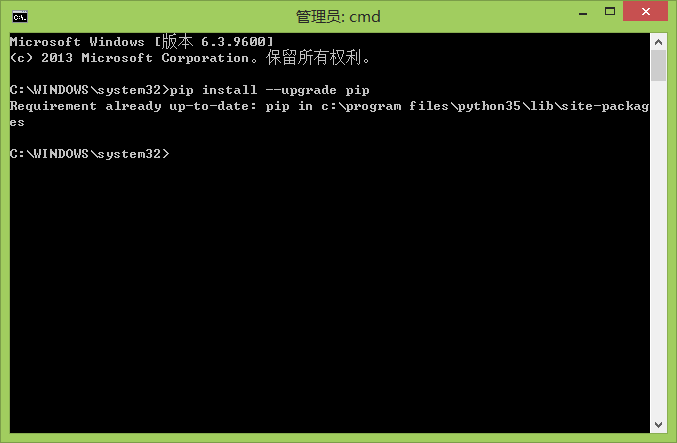 管理员: cmd
Microsoft Windows [版本 6.3.9600]
(c) 2013 Microsoft Corporation。保留所有权利。
C:\WINDOWS\system32>pip install --upgrade pip
Requirement already up-to-date: pip in c:\program files\python35\lib\site-packag
es
C:\WINDOWS\system32>